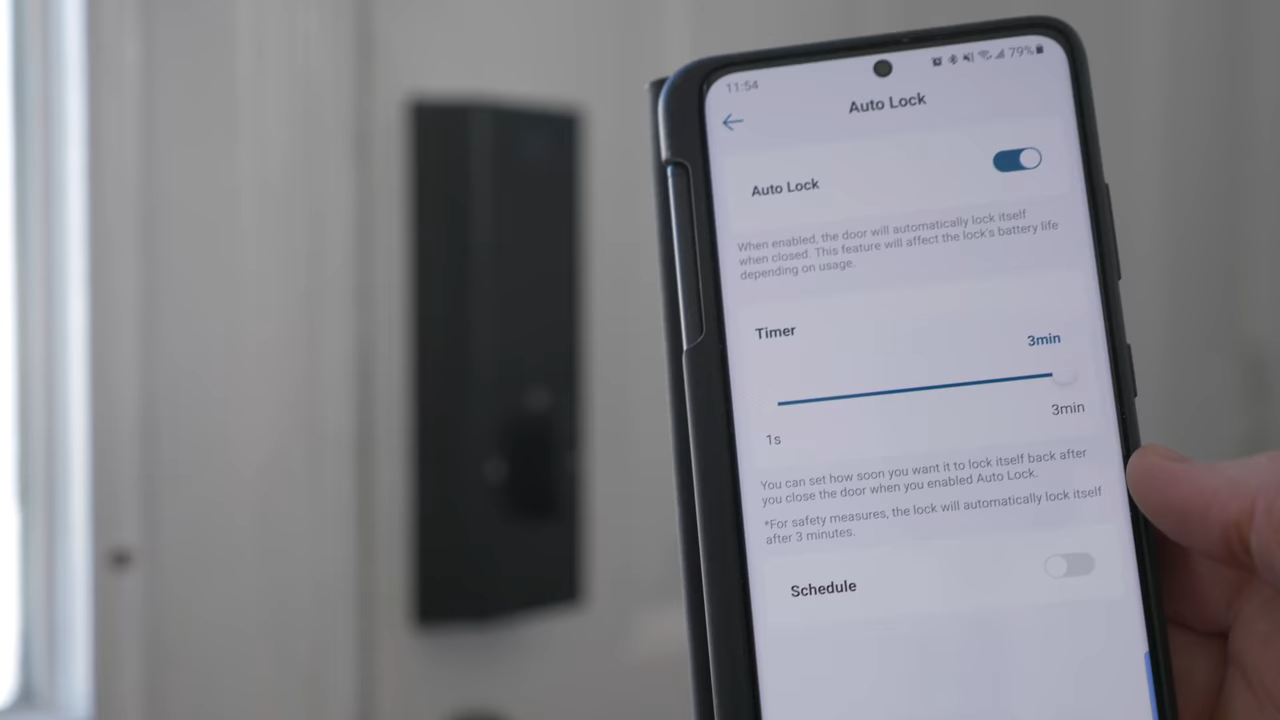 11:54
79%
Auto Lock
Auto Lock
When enabled, the door will automatically lock itself
when closed. This feature will affect the lock's battery life
depending on usage.
Timer
3min
3min
1s
You can set how soon you want it to lock itself back after
you close the door when you enabled Auto Lock.
*For safety measures, the lock will automatically lock itself
after 3 minutes.
Schedule